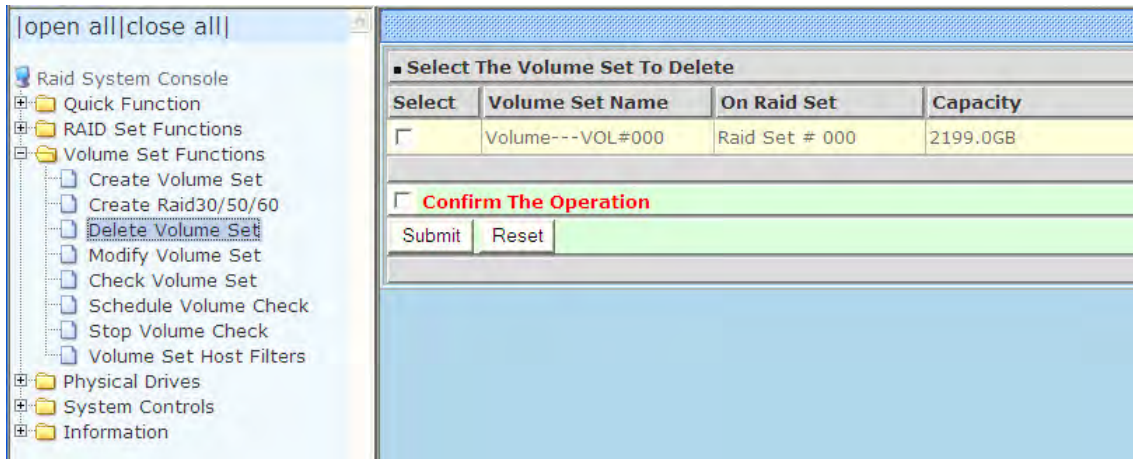 |open all|close all|
Raid System Console
Quick Function
RAID Set Functions
Volume Set Functions
Create Volume Set
Create Raid30/50/60
Delete Volume Set
Modify Volume Set
Check Volume Set
Schedule Volume Check
Stop Volume Check
Volume Set Host Filters
Physical Drives
System Controls
Information
Select The Volume Set To Delete
Select Volume Set Name On Raid Set Capacity
Volume---VOL#000 Raid Set # 000 2199.0GB
Confirm The Operation
Submit Reset